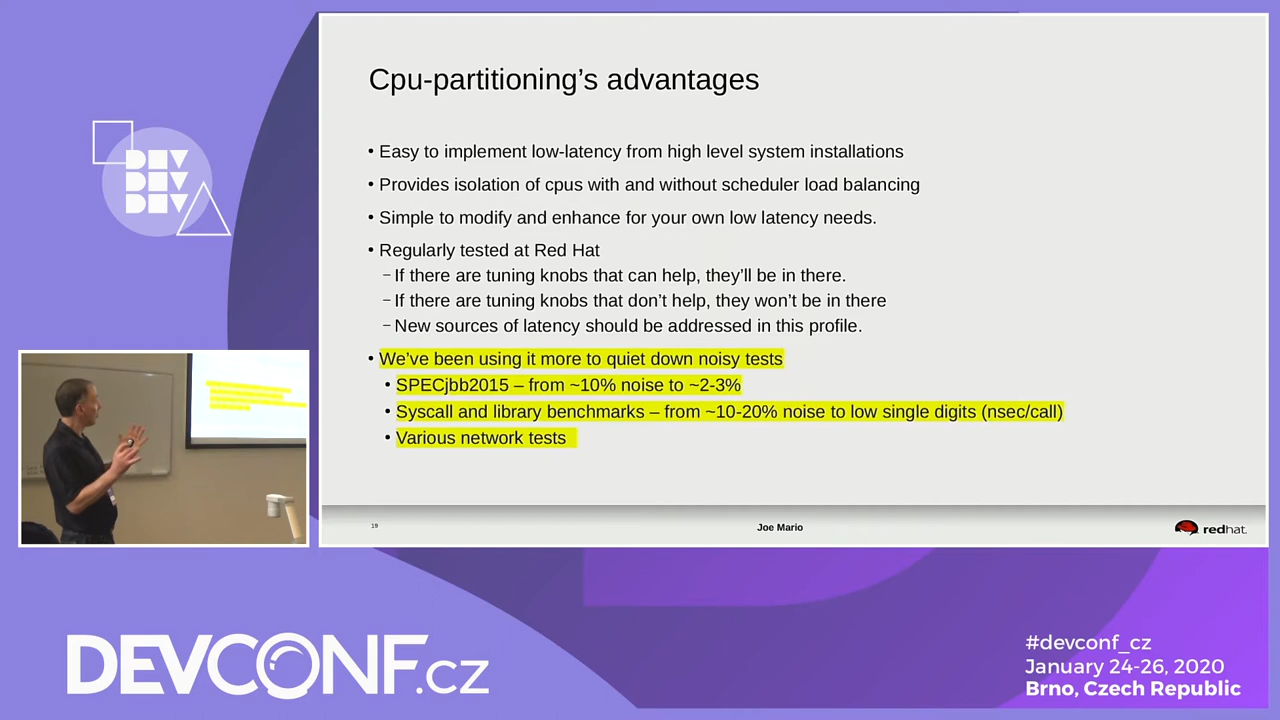 DEV
DEV
DEV
Cpu-partitioning's advantages
• Easy to implement low-latency from high level system installations
• Provides isolation of cpus with and without scheduler load balancing
• Simple to modify and enhance for your own low latency needs.
• Regularly tested at Red Hat
– If there are tuning knobs that can help, they'll be in there.
– If there are tuning knobs that don't help, they won't be in there
– New sources of latency should be addressed in this profile.
• We've been using it more to quiet down noisy tests
• SPECjbb2015 – from ~10% noise to ~2-3%
• Syscall and library benchmarks – from ~10-20% noise to low single digits (nsec/call)
• Various network tests
19
Joe Mario
redhat.
DEVCONF.cz
#devconf_cz
January 24-26, 2020
Brno, Czech Republic